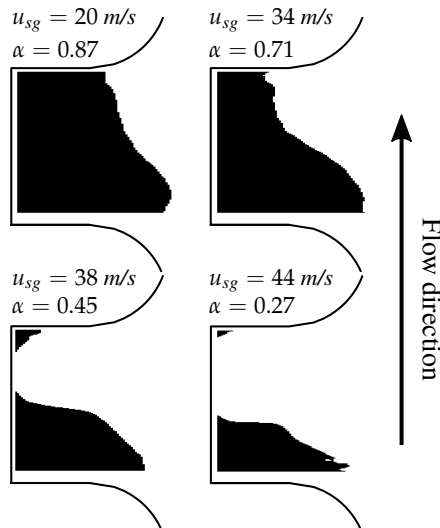 u_sg = 20 m/s
α = 0.87
u_sg = 34 m/s
α = 0.71
Flow direction
u_sg = 38 m/s
α = 0.45
u_sg = 44 m/s
α = 0.27